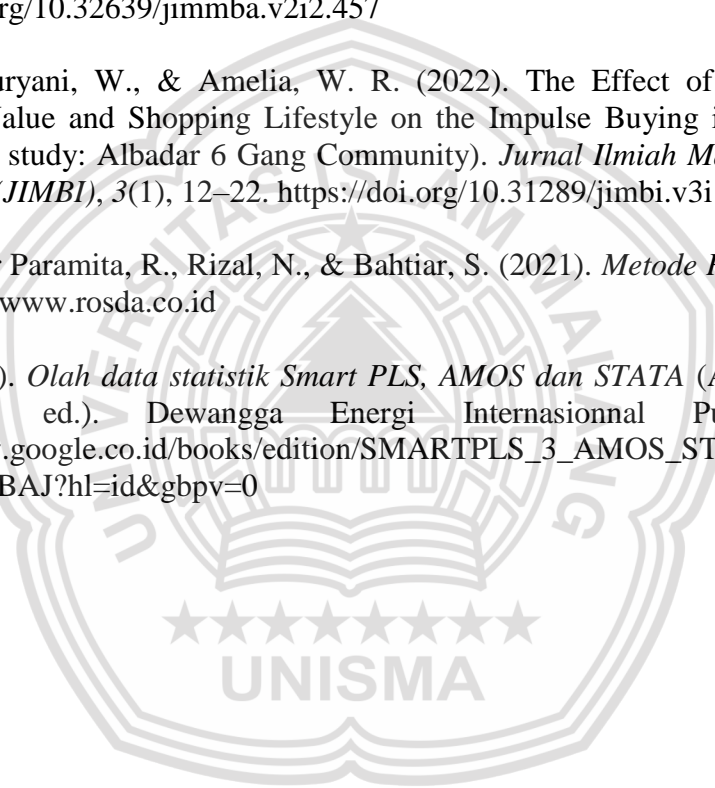 rg/10.32639/jimmba.v2i2.457
uryani, W., & Amelia, W. R. (2022). The Effect of
Value and Shopping Lifestyle on the Impulse Buying i
study: Albadar 6 Gang Community). Jurnal Ilmiah M
(JIMBI), 3(1), 12–22. https://doi.org/10.31289/jimbi.v3i
Paramita, R., Rizal, N., & Bahtiar, S. (2021). Metode
www.rosda.co.id
). Olah data statistik Smart PLS, AMOS dan STATA (A
ed.). Dewangga Energi Internasionnal Pu
.google.co.id/books/edition/SMARTPLS_3_AMOS_ST
BAJ?hl=id&gbpv=0
UNIVERSITAS ISLAM MALANG
UNISMA